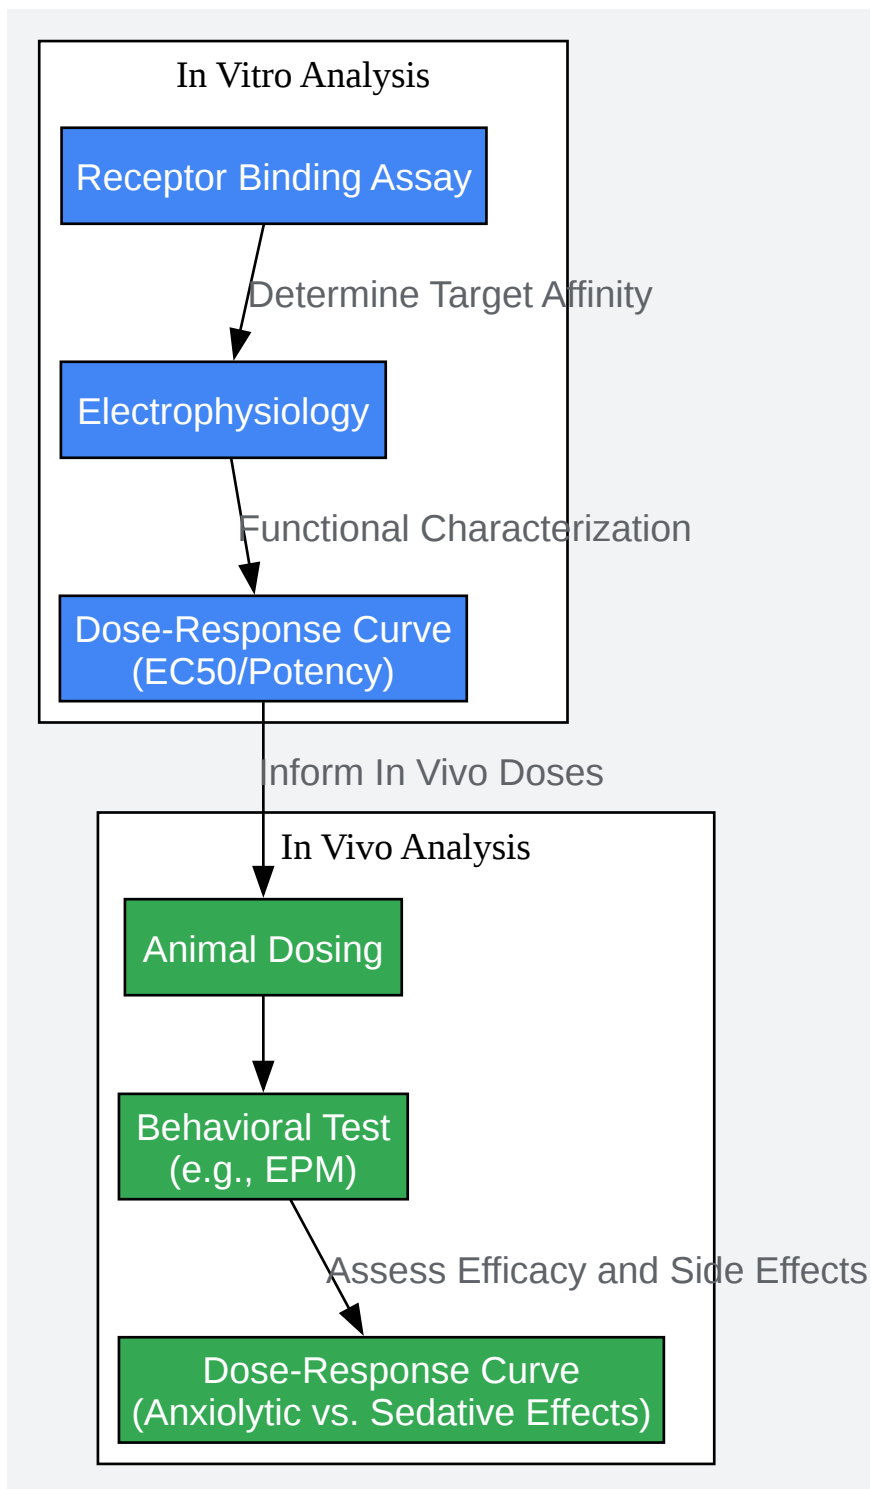 In Vitro Analysis
Receptor Binding Assay
Determine Target Affinity
Electrophysiology
Functional Characterization
Dose-Response Curve
(EC50/Potency)
Inform In Vivo Doses
In Vivo Analysis
Animal Dosing
Behavioral Test
(e.g., EPM)
Assess Efficacy and Side Effects
Dose-Response Curve
(Anxiolytic vs. Sedative Effects)